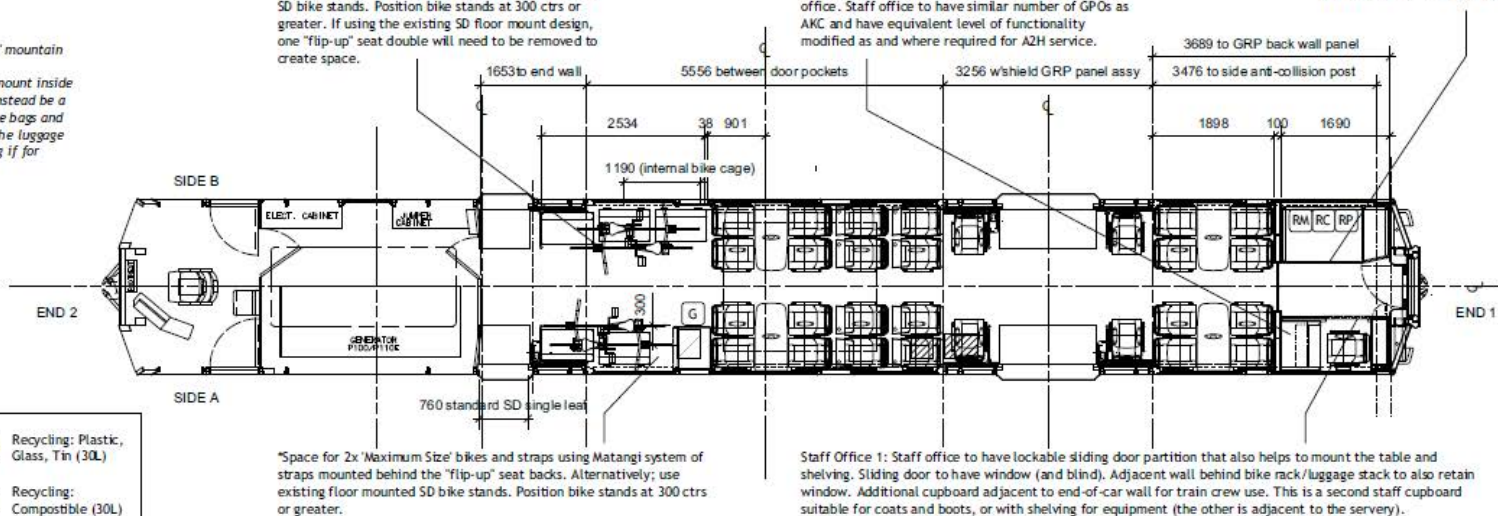 SD bike stands. Position bike stands at 300 ctrs or
greater. If using the existing SD floor mount design,
one "flip-up" seat double will need to be removed to
create space.
office. Staff office to have similar number of GPOs as
AKC and have equivalent level of functionality
modified as and where required for A2H service.
' mountain
mount inside
nstead be a
e bags and
he luggage
g if for
3689 to GRP back wall panel
1653to end wall
5556 between door pockets
3256 w'shield GRP panel assy
3476 to side anti-collision post
2534
38
901
1898
100
1690
1190 (internal bike cage)
SIDE B
ELECT. CABINET
JUMPER
CABINET
RM
RC
RP
END 2
END 1
300
G
GENERATOR
SIDE A
760 standard SD single leaf
Recycling: Plastic,
Glass, Tin (30L)
Recycling:
Compostible (30L)
*Space for 2x 'Maximum Size' bikes and straps using Matangi system of
straps mounted behind the "flip-up" seat backs. Alternatively; use
existing floor mounted SD bike stands. Position bike stands at 300 ctrs
or greater.
Staff Office 1: Staff office to have lockable sliding door partition that also helps to mount the table and
shelving. Sliding door to have window (and blind). Adjacent wall behind bike rack/luggage stack to also retain
window. Additional cupboard adjacent to end-of-car wall for train crew use. This is a second staff cupboard
suitable for coats and boots, or with shelving for equipment (the other is adjacent to the servery).